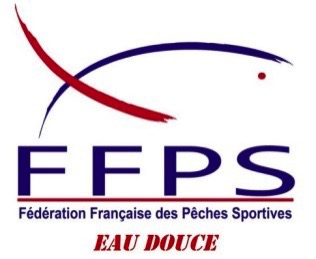 FFPS
Fédération Française des Pêches Sportives
EAU DOUCE